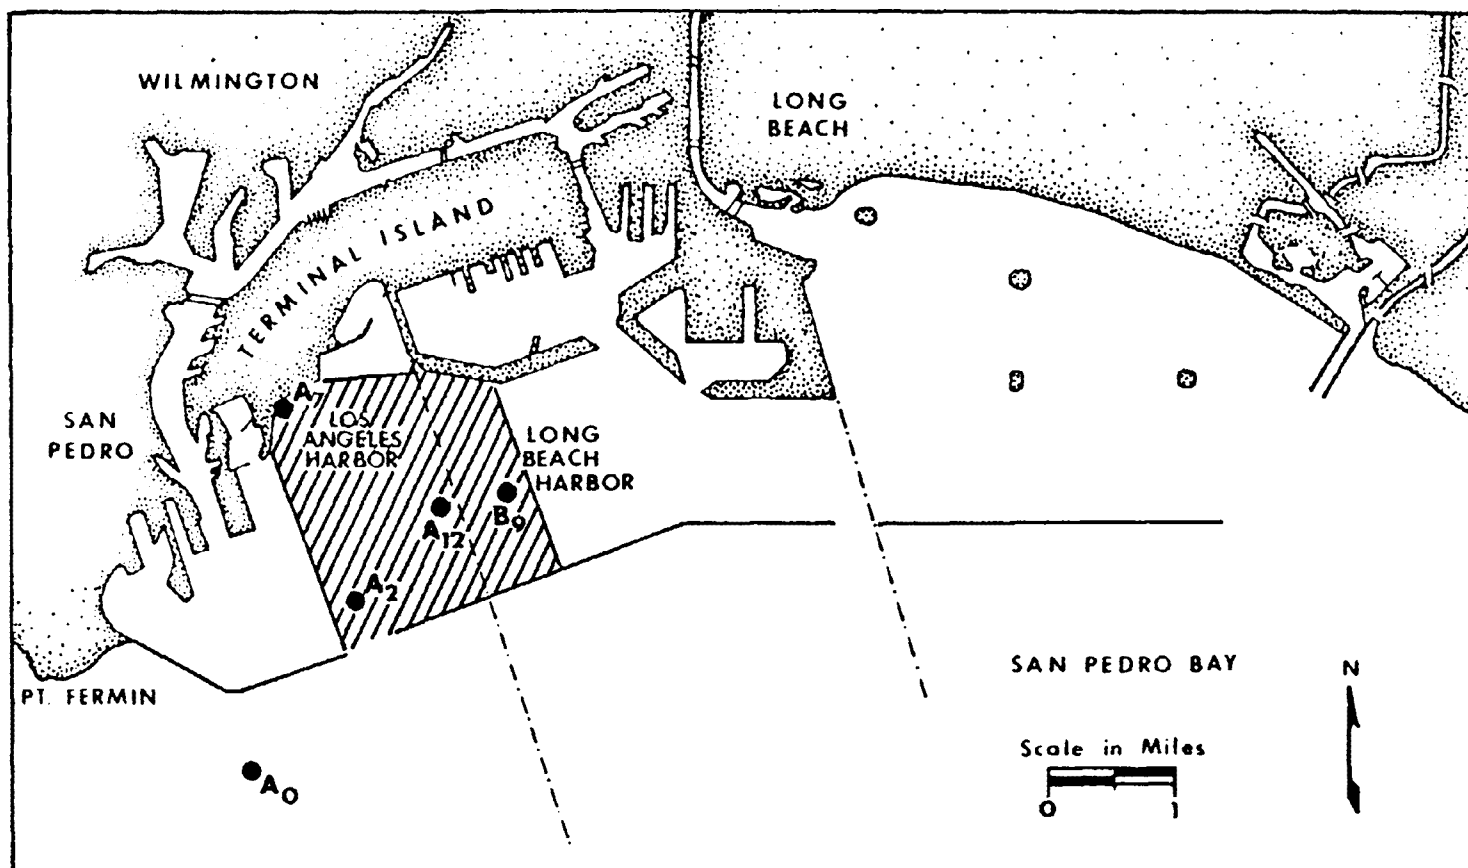 WILMINGTON
LONG
BEACH
TERMINAL ISLAND
SAN
PEDRO
A7
LOS
ANGELES
HARBOR
LONG
BEACH
HARBOR
A12
B9
A2
PT. FERMIN
A0
SAN PEDRO BAY
N
Scale in Miles
0 1